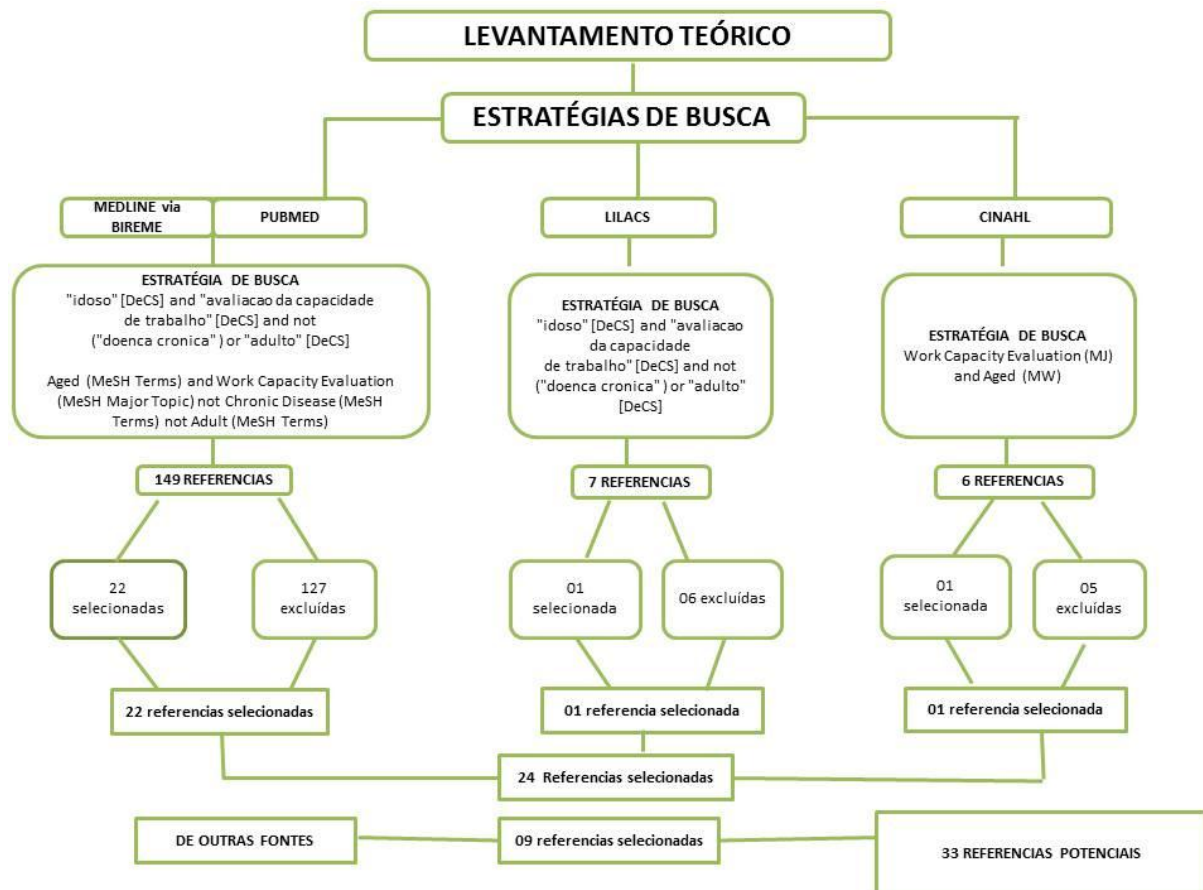 LEVANTAMENTO TEÓRICO
ESTRATÉGIAS DE BUSCA
MEDLINE via
BIREME
PUBMED
LILACS
CINAHL
ESTRATÉGIA DE BUSCA
"idoso" [DeCS] and "avaliacao da capacidade
de trabalho" [DeCS] and not
("doenca cronica" ) or "adulto" [DeCS]
Aged (MeSH Terms) and Work Capacity Evaluation
(MeSH Major Topic) not Chronic Disease (MeSH
Terms) not Adult (MeSH Terms)
ESTRATÉGIA DE BUSCA
"idoso" [DeCS] and "avaliacao
da capacidade
de trabalho" [DeCS] and not
("doenca cronica" ) or "adulto"
[DeCS]
ESTRATÉGIA DE BUSCA
Work Capacity Evaluation (MJ)
and Aged (MW)
149 REFERENCIAS
7 REFERENCIAS
6 REFERENCIAS
22
selecionadas
127
excluídas
01
selecionada
06 excluídas
01
selecionada
05
excluídas
22 referencias selecionadas
01 referencia selecionada
01 referencia selecionada
24 Referencias selecionadas
DE OUTRAS FONTES
09 referencias selecionadas
33 REFERENCIAS POTENCIAIS